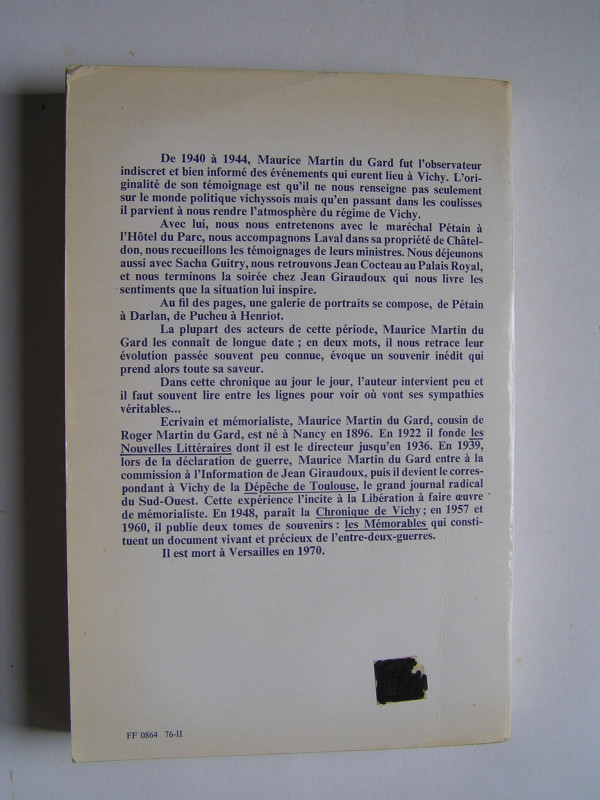 De 1940 à 1944, Maurice Martin du Gard fut l'observateur
indiscret et bien informé des événements qui eurent lieu à Vichy. L'ori-
ginalité de son témoignage est qu'il ne nous renseigne pas seulement
sur le monde politique vichyssois mais qu'en passant dans les coulisses
il parvient à nous rendre l'atmosphère du régime de Vichy.
Avec lui, nous nous entretenons avec le maréchal Pétain à
l'Hôtel du Parc, nous accompagnons Laval dans sa propriété de Châtel-
don, nous recueillons les témoignages de leurs ministres. Nous déjeunons
aussi avec Sacha Guitry, nous retrouvons Jean Cocteau au Palais Royal,
et nous terminons la soirée chez Jean Giraudoux qui nous livre les
sentiments que la situation lui inspire.
Au fil des pages, une galerie de portraits se compose, de Pétain
à Darlan, de Pucheu à Henriot.
La plupart des acteurs de cette période, Maurice Martin du
Gard les connaît de longue date ; en deux mots, il nous retrace leur
évolution passée souvent peu connue, évoque un souvenir inédit qui
prend alors toute sa saveur.
Dans cette chronique au jour le jour, l'auteur intervient peu et
il faut souvent lire entre les lignes pour voir où vont ses sympathies
véritables...
Ecrivain et mémorialiste, Maurice Martin du Gard, cousin de
Roger Martin du Gard, est né à Nancy en 1896. En 1922 il fonde les
Nouvelles Littéraires dont il est le directeur jusqu'en 1936. En 1939,
lors de la déclaration de guerre, Maurice Martin du Gard entre à la
commission à l'Information de Jean Giraudoux, puis il devient le corres-
pondant à Vichy de la Dépêche de Toulouse, le grand journal radical
du Sud-Ouest. Cette expérience l'incite à la Libération à faire œuvre
de mémorialiste. En 1948, paraît la Chronique de Vichy ; en 1957 et
1960, il publie deux tomes de souvenirs : les Mémorables qui consti-
tuent un document vivant et précieux de l'entre-deux-guerres.
Il est mort à Versailles en 1970.
FF 0864 76-II